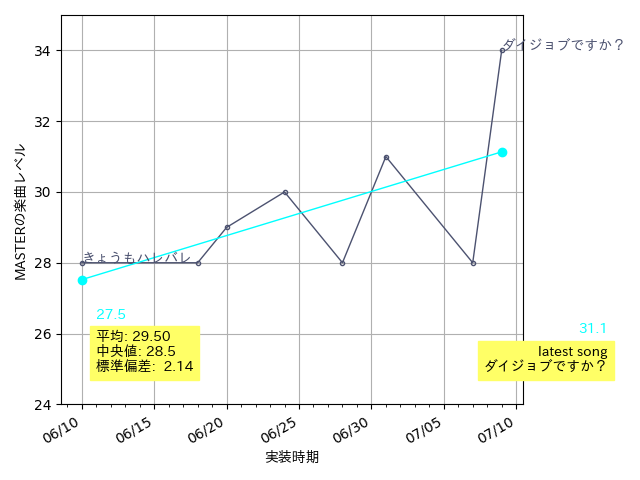 34
32
30
28
26
24
MASTERの楽曲レベル
ダイジョブですか？
きょうもハレバレ
27.5
平均: 29.50
中央値: 28.5
標準偏差: 2.14
31.1
latest song
ダイジョブですか？
06/10
06/15
06/20
06/25
06/30
07/05
07/10
実装時期